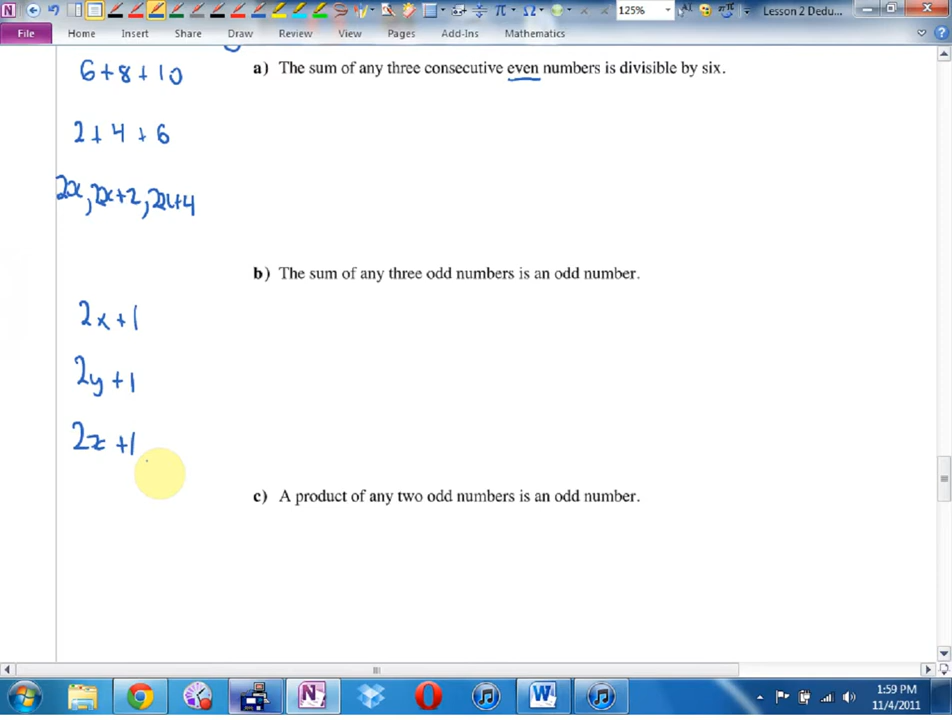 125%
Lesson 2 Dedu...
File Home Insert Share Draw Review View Pages Add-Ins Mathematics
6+8+10
a) The sum of any three consecutive even numbers is divisible by six.
2+4+6
2x, 2x+2, 2x+4
b) The sum of any three odd numbers is an odd number.
2x+1
2y+1
2z+1
c) A product of any two odd numbers is an odd number.
1:59 PM
11/4/2011